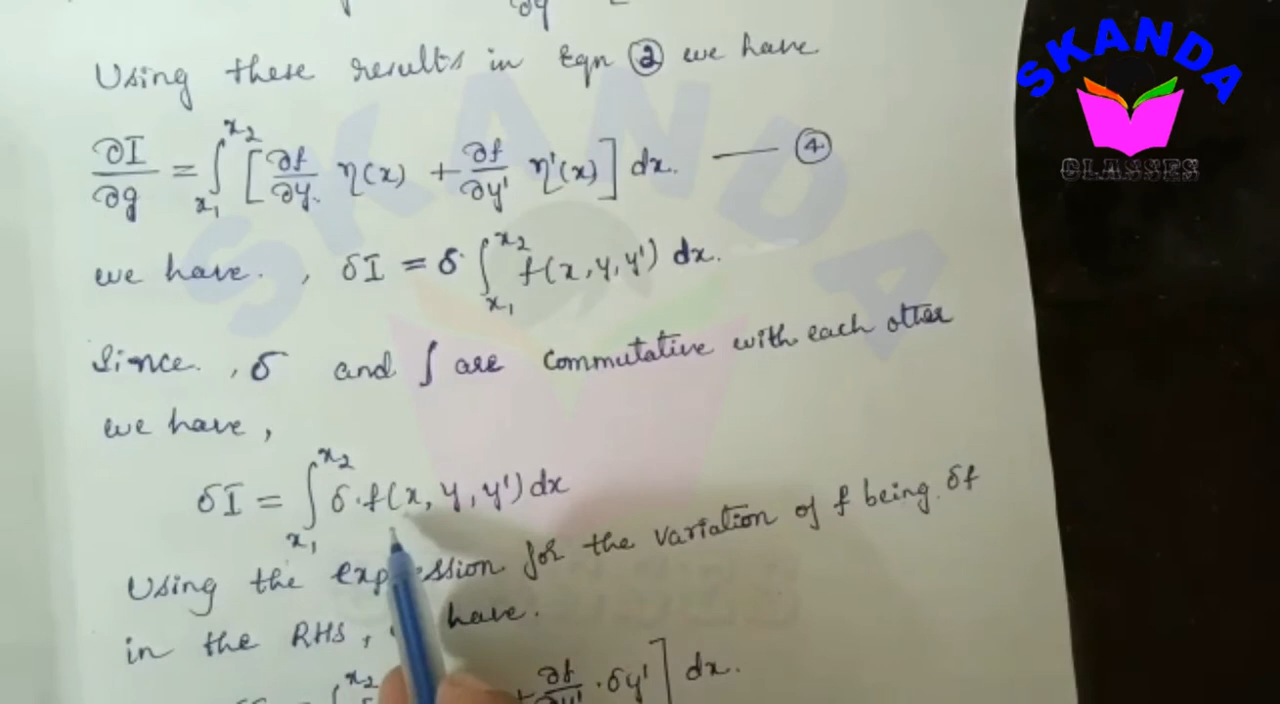 SKANDA
CLASSES
∂y
Using these results in Eqn ② we have
∂I/∂g = ∫_{x₁}^{x₂} [∂f/∂y η(x) + ∂f/∂y' η'(x)] dx. — ④
we have , δI = δ ∫_{x₁}^{x₂} f(x, y, y') dx.
Since , δ and ∫ are commutative with each other
we have ,
δI = ∫_{x₁}^{x₂} δ·f(x, y, y') dx
Using the expression for the variation of f being δf
in the RHS , have.
x₂ + ∂f/∂y' · δy' ] dx.
SKANDA